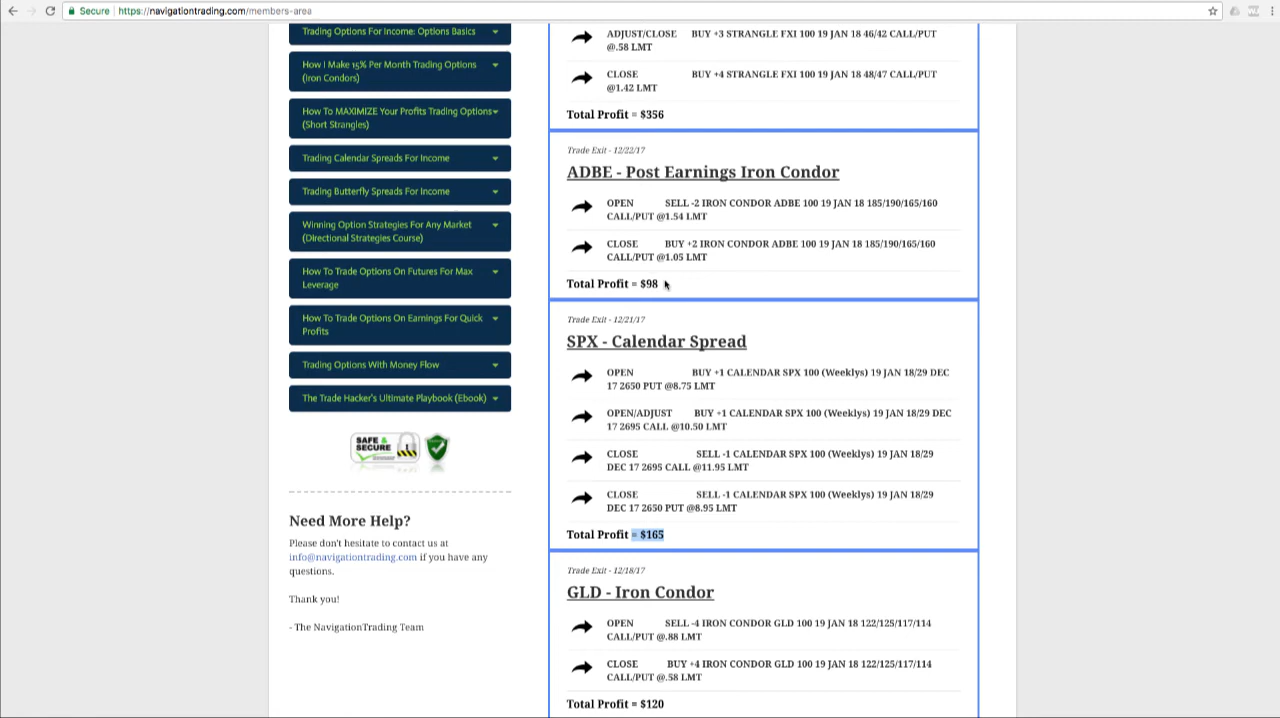 Secure
https://navigationtrading.com/members-area
Trading Options For Income: Options Basics
How I Make 15% Per Month Trading Options
(Iron Condors)
How To MAXIMIZE Your Profits Trading Options
(Short Strangles)
Trading Calendar Spreads For Income
Trading Butterfly Spreads For Income
Winning Option Strategies For Any Market
(Directional Strategies Course)
How To Trade Options On Futures For Max
Leverage
How To Trade Options On Earnings For Quick
Profits
Trading Options With Money Flow
The Trade Hacker's Ultimate Playbook (Ebook)
SAFE &
SECURE
Need More Help?
Please don't hesitate to contact us at
info@navigationtrading.com if you have any
questions.
Thank you!
- The NavigationTrading Team
ADJUST/CLOSE BUY +3 STRANGLE FXI 100 19 JAN 18 46/42 CALL/PUT
@.58 LMT
CLOSE BUY +4 STRANGLE FXI 100 19 JAN 18 48/47 CALL/PUT
@1.42 LMT
Total Profit = $356
Trade Exit - 12/22/17
ADBE - Post Earnings Iron Condor
OPEN SELL -2 IRON CONDOR ADBE 100 19 JAN 18 185/190/165/160
CALL/PUT @1.54 LMT
CLOSE BUY +2 IRON CONDOR ADBE 100 19 JAN 18 185/190/165/160
CALL/PUT @1.05 LMT
Total Profit = $98
Trade Exit - 12/21/17
SPX - Calendar Spread
OPEN BUY +1 CALENDAR SPX 100 (Weeklys) 19 JAN 18/29 DEC
17 2650 PUT @8.75 LMT
OPEN/ADJUST BUY +1 CALENDAR SPX 100 (Weeklys) 19 JAN 18/29 DEC
17 2695 CALL @10.50 LMT
CLOSE SELL -1 CALENDAR SPX 100 (Weeklys) 19 JAN 18/29
DEC 17 2695 CALL @11.95 LMT
CLOSE SELL -1 CALENDAR SPX 100 (Weeklys) 19 JAN 18/29
DEC 17 2650 PUT @8.95 LMT
Total Profit = $165
Trade Exit - 12/18/17
GLD - Iron Condor
OPEN SELL -4 IRON CONDOR GLD 100 19 JAN 18 122/125/117/114
CALL/PUT @.88 LMT
CLOSE BUY +4 IRON CONDOR GLD 100 19 JAN 18 122/125/117/114
CALL/PUT @.58 LMT
Total Profit = $120